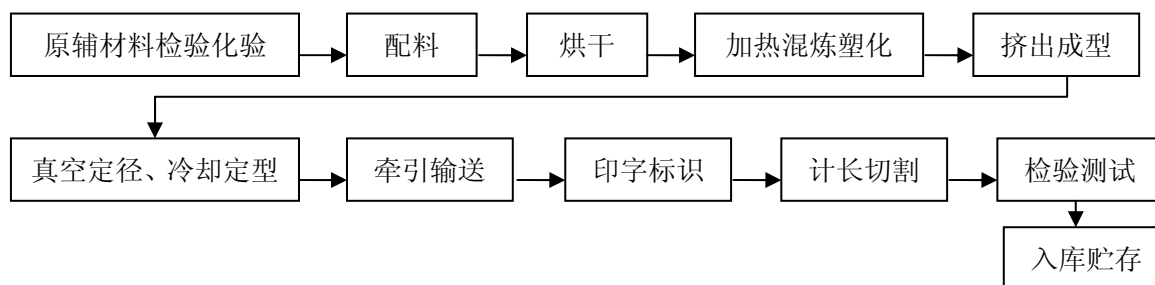 原辅材料检验化验
配料
烘干
加热混炼塑化
挤出成型
真空定径、冷却定型
牵引输送
印字标识
计长切割
检验测试
入库贮存